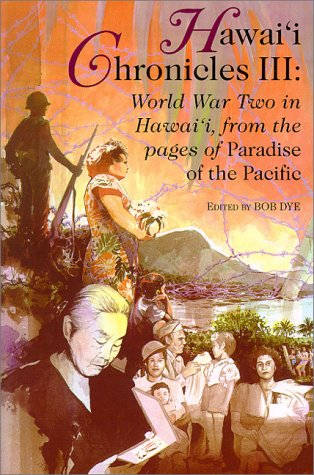 Hawai‘i
Chronicles III:
World War Two in
Hawai‘i, from the
pages of Paradise
of the Pacific
EDITED BY BOB DYE